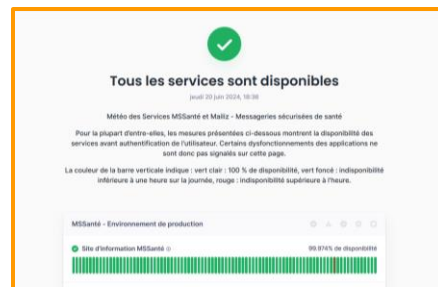 Tous les services sont disponibles
jeudi 20 juin 2024, 18:36
Météo des Services MSSanté et Mailiz - Messageries sécurisées de santé
Pour la plupart d'entre-elles, les mesures présentées ci-dessous montrent la disponibilité des
services avant authentification de l'utilisateur. Certains dysfonctionnements des applications ne
sont donc pas signalés sur cette page.
La couleur de la barre verticale indique : vert clair : 100 % de disponibilité, vert foncé : indisponibilité
inférieure à une heure sur la journée, rouge : indisponibilité supérieure à l'heure.
MSSanté - Environnement de production
Site d'information MSSanté
99.974% de disponibilité